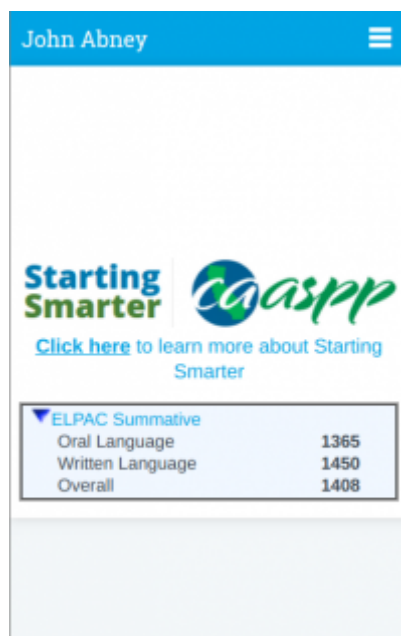 John Abney
Starting
Smarter
caaspp
Click here to learn more about Starting
Smarter
ELPAC Summative
Oral Language 1365
Written Language 1450
Overall 1408